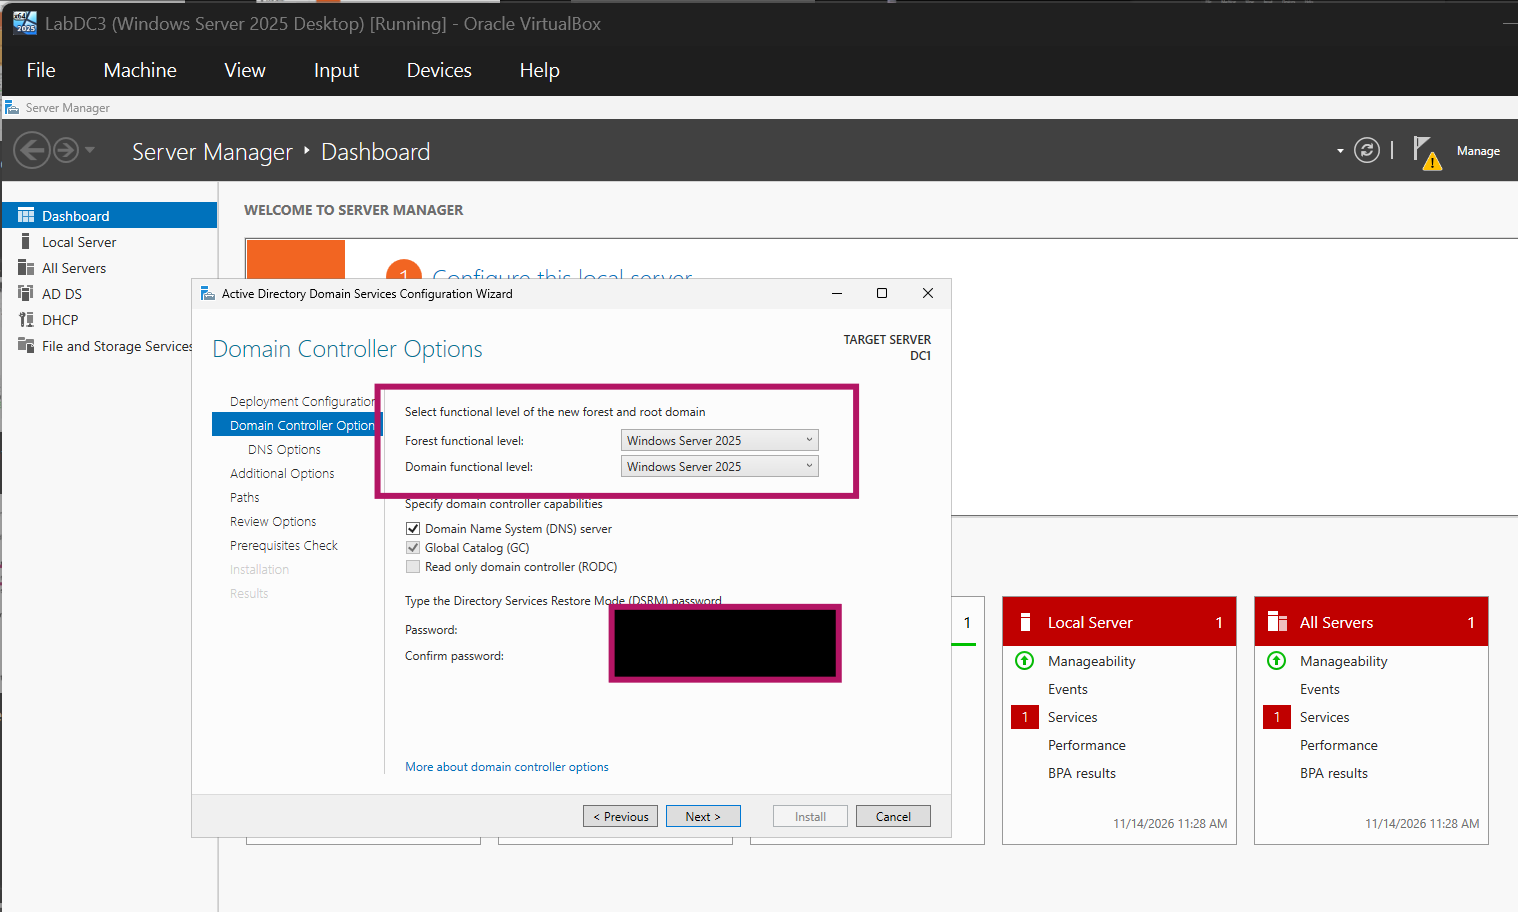 LabDC3 (Windows Server 2025 Desktop) [Running] - Oracle VirtualBox
File Machine View Input Devices Help
Server Manager
Server Manager ‣ Dashboard
Manage
Dashboard
Local Server
All Servers
AD DS
DHCP
File and Storage Services
WELCOME TO SERVER MANAGER
1 Configure this local server
Active Directory Domain Services Configuration Wizard
Domain Controller Options
TARGET SERVER
DC1
Deployment Configuration
Domain Controller Option
DNS Options
Additional Options
Paths
Review Options
Prerequisites Check
Installation
Results
Select functional level of the new forest and root domain
Forest functional level: Windows Server 2025
Domain functional level: Windows Server 2025
Specify domain controller capabilities
Domain Name System (DNS) server
Global Catalog (GC)
Read only domain controller (RODC)
Type the Directory Services Restore Mode (DSRM) password
Password:
Confirm password:
More about domain controller options
< Previous Next > Install Cancel
1
Local Server 1
Manageability
Events
1 Services
Performance
BPA results
11/14/2026 11:28 AM
All Servers 1
Manageability
Events
1 Services
Performance
BPA results
11/14/2026 11:28 AM